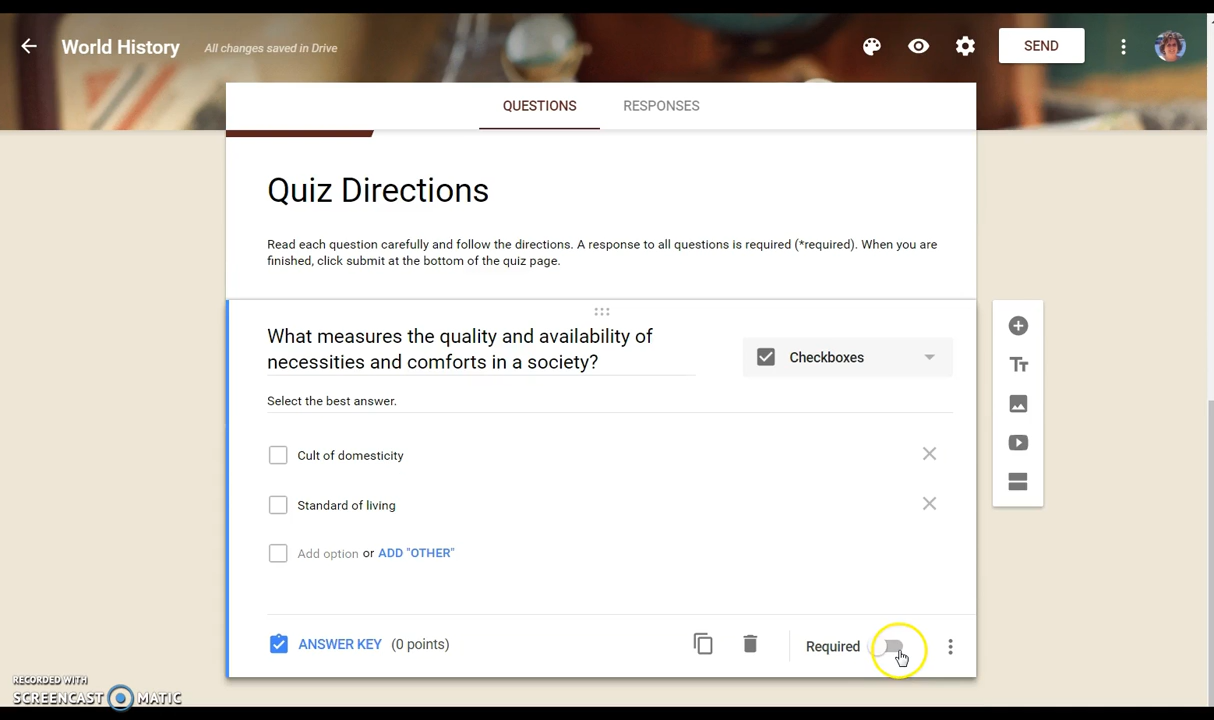 World History All changes saved in Drive SEND
QUESTIONS RESPONSES
Quiz Directions
Read each question carefully and follow the directions. A response to all questions is required (*required). When you are
finished, click submit at the bottom of the quiz page.
What measures the quality and availability of
necessities and comforts in a society?
Checkboxes
Select the best answer.
Cult of domesticity
Standard of living
Add option or ADD "OTHER"
ANSWER KEY (0 points) Required
RECORDED WITH
SCREENCAST MATIC